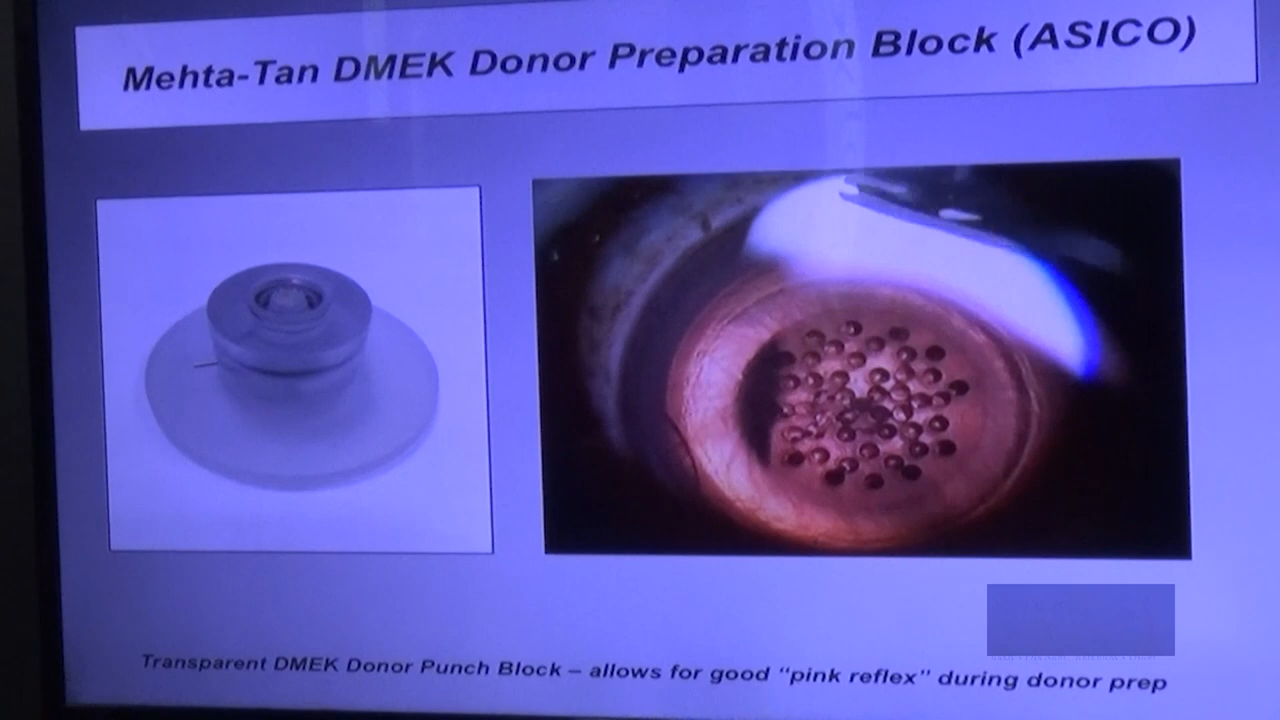 Mehta-Tan DMEK Donor Preparation Block (ASICO)
Transparent DMEK Donor Punch Block – allows for good “pink reflex” during donor prep